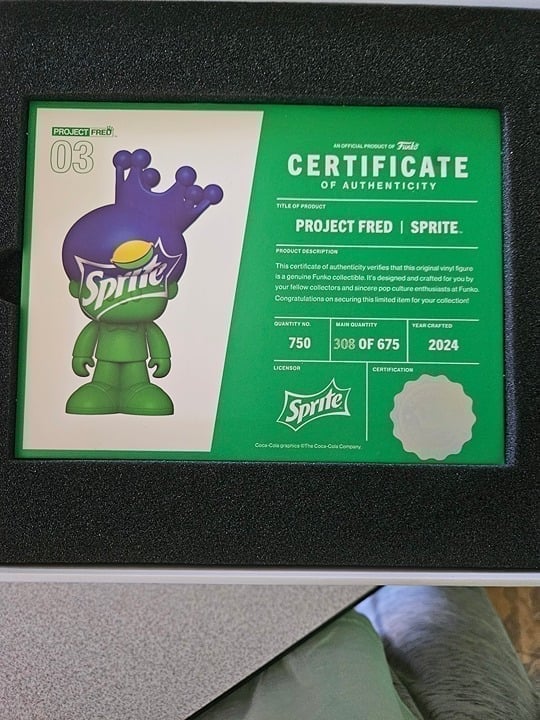 PROJECT FRED™
03
Sprite
AN OFFICIAL PRODUCT OF Funko
CERTIFICATE
OF AUTHENTICITY
TITLE OF PRODUCT
PROJECT FRED | SPRITE™
PRODUCT DESCRIPTION
This certificate of authenticity verifies that this original vinyl figure
is a genuine Funko collectible. It's designed and crafted for you by
your fellow collectors and sincere pop culture enthusiasts at Funko.
Congratulations on securing this limited item for your collection!
QUANTITY NO. MAIN QUANTITY YEAR CRAFTED
750 308 OF 675 2024
LICENSOR CERTIFICATION
Sprite
Coca-Cola graphics ©The Coca-Cola Company.